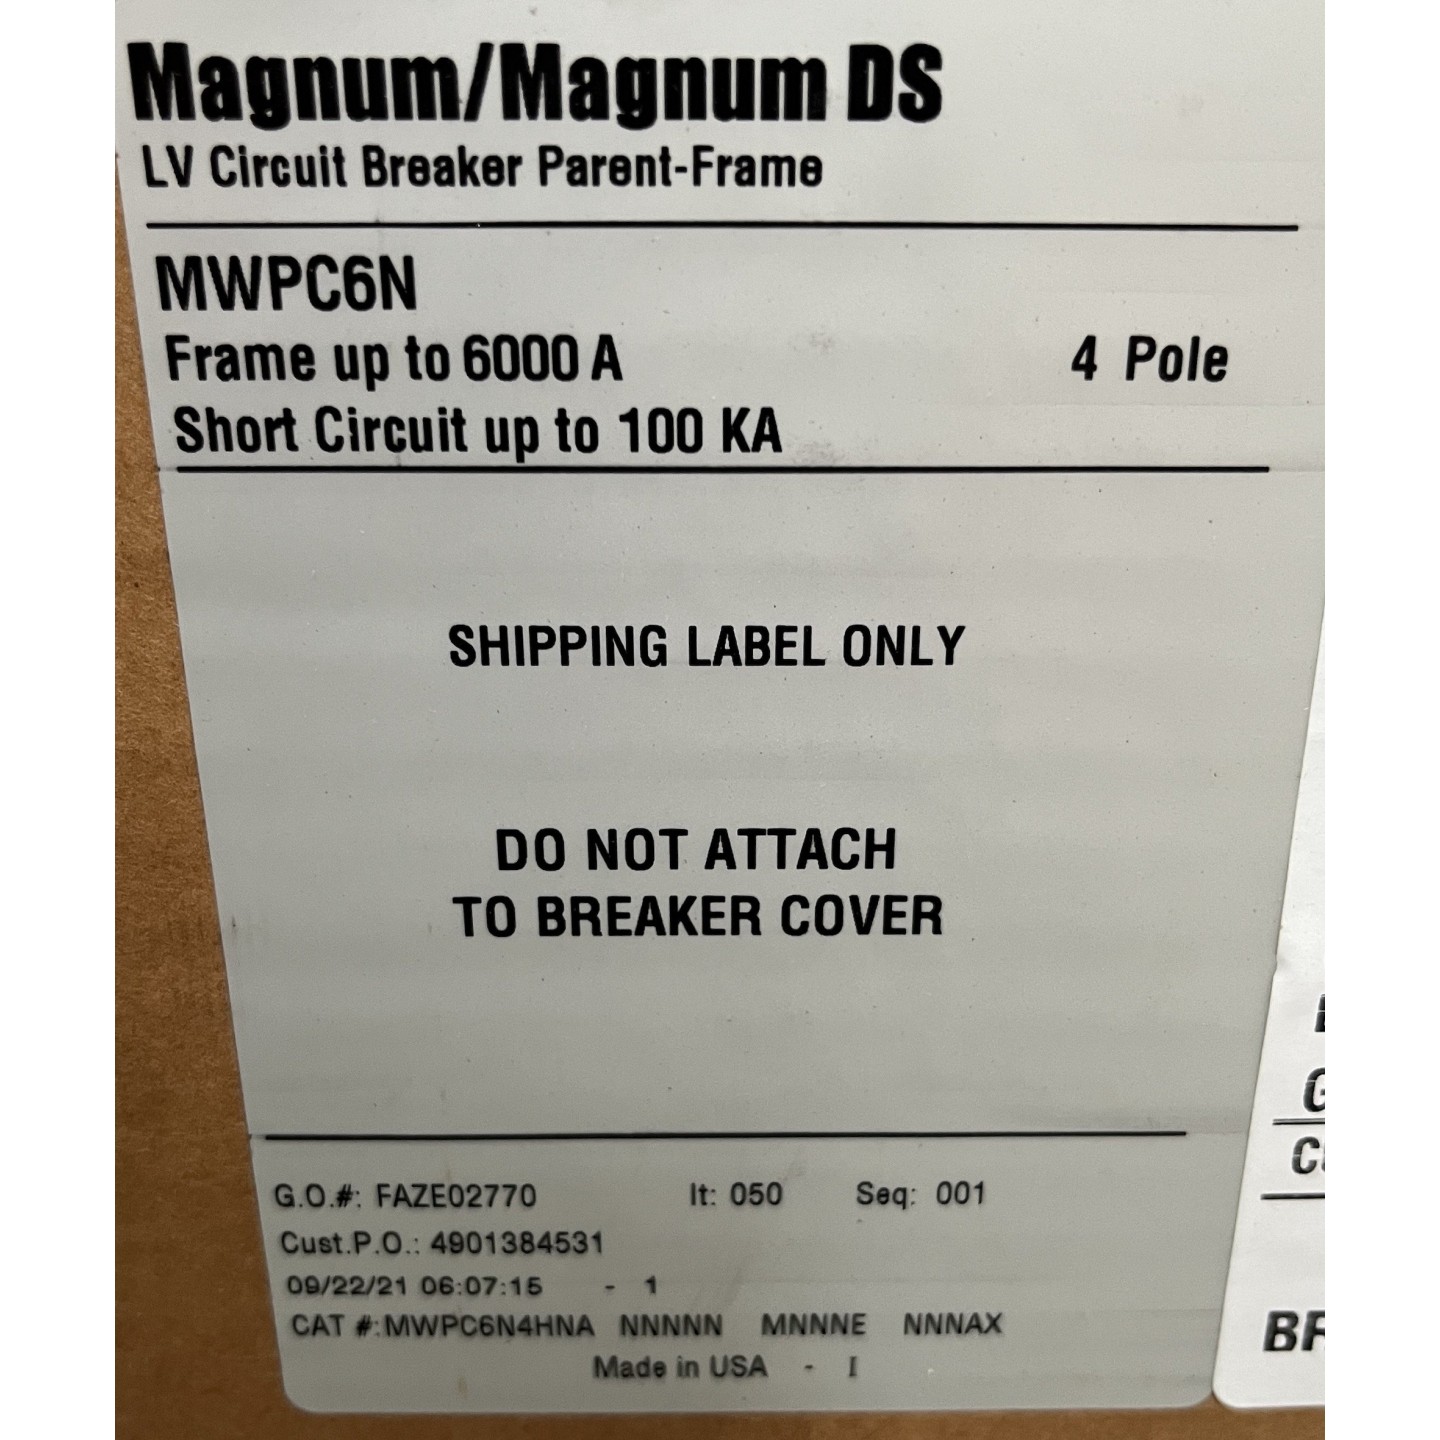 Magnum/Magnum DS
LV Circuit Breaker Parent-Frame
MWPC6N
Frame up to 6000 A 4 Pole
Short Circuit up to 100 KA
SHIPPING LABEL ONLY
DO NOT ATTACH
TO BREAKER COVER
G.O.#: FAZE02770 It: 050 Seq: 001
Cust.P.O.: 4901384531
09/22/21 06:07:15 - 1
CAT #:MWPC6N4HNA NNNNN MNNNE NNNAX
Made in USA - I